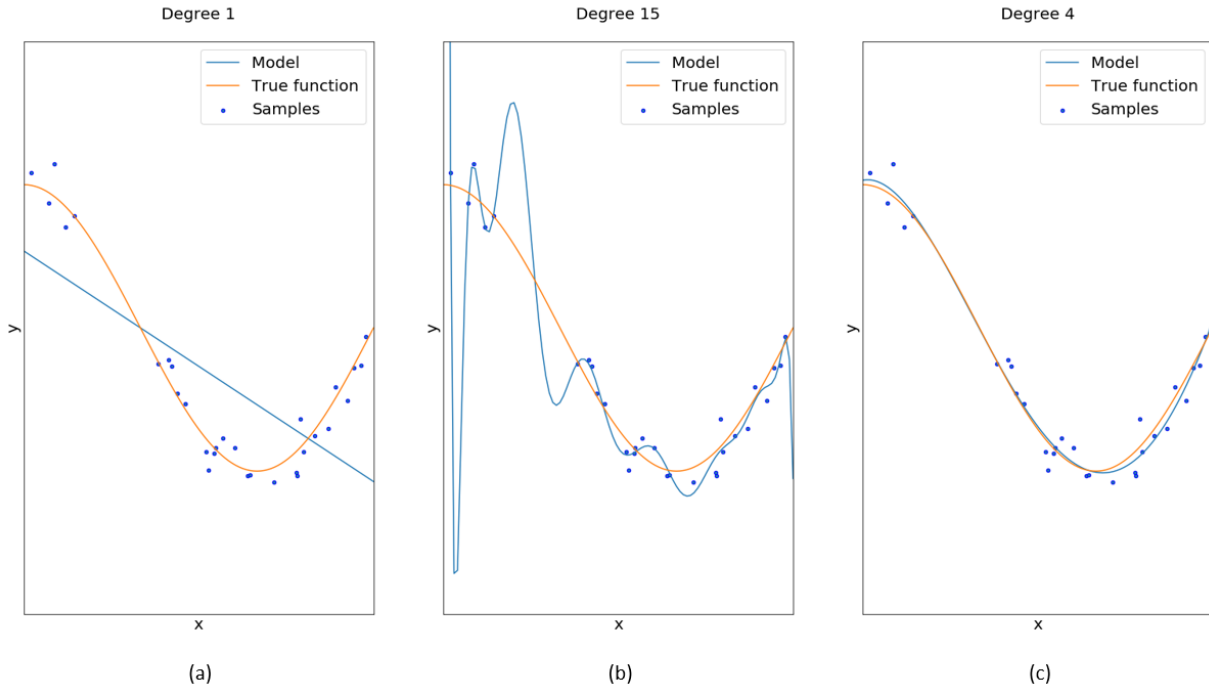 Degree 1
Model
True function
Samples
y
x
(a)
Degree 15
Model
True function
Samples
y
x
(b)
Degree 4
Model
True function
Samples
y
x
(c)